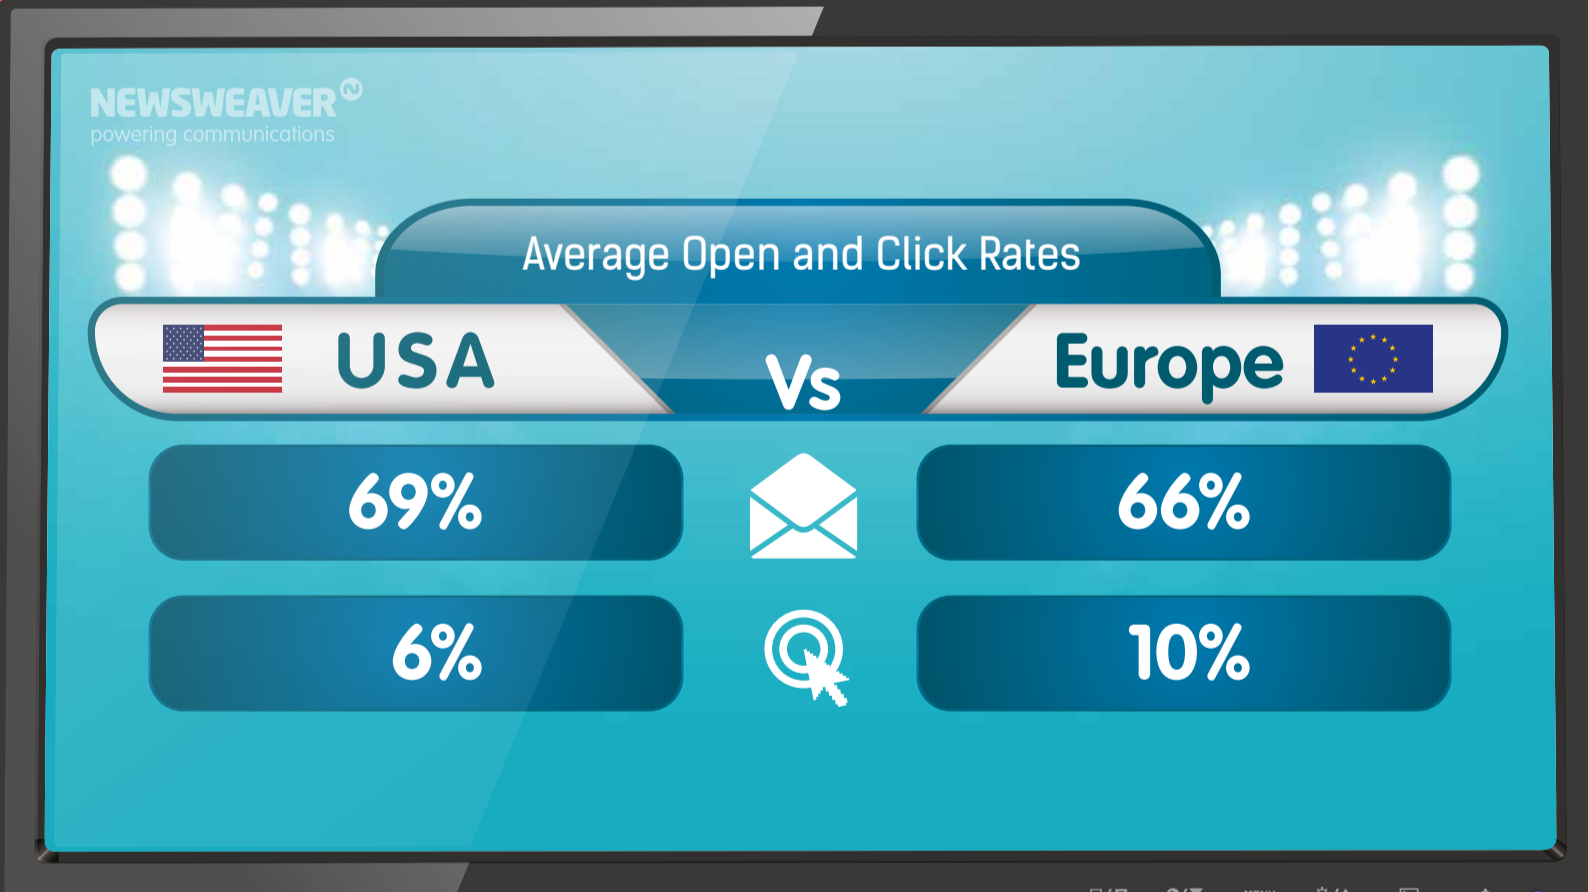 NEWSWEAVER
powering communications
Average Open and Click Rates
USA
Vs
Europe
69%
66%
6%
10%